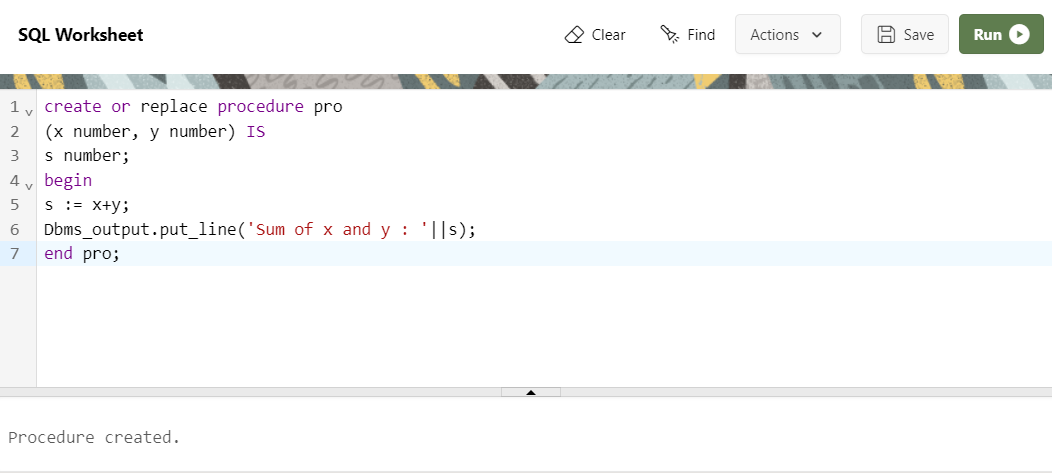 SQL Worksheet Clear Find Actions Save Run
1 create or replace procedure pro
2 (x number, y number) IS
3 s number;
4 begin
5 s := x+y;
6 Dbms_output.put_line('Sum of x and y : '||s);
7 end pro;
Procedure created.